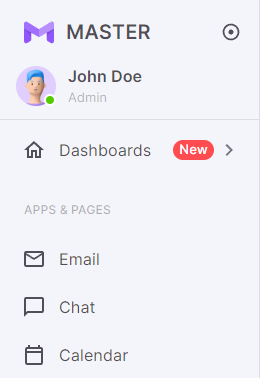 MASTER
John Doe
Admin
Dashboards New
APPS & PAGES
Email
Chat
Calendar